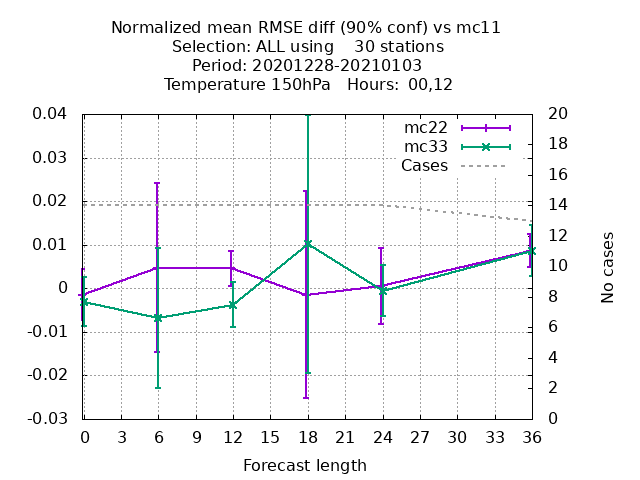 Normalized mean RMSE diff (90% conf) vs mc11
Selection: ALL using    30 stations
Period: 20201228-20210103
Temperature 150hPa   Hours: 00,12
0.04
0.03
0.02
0.01
0
-0.01
-0.02
-0.03
mc22
mc33
Cases
20
18
16
14
12
10
8
6
4
2
0
No cases
0 3 6 9 12 15 18 21 24 27 30 33 36
Forecast length